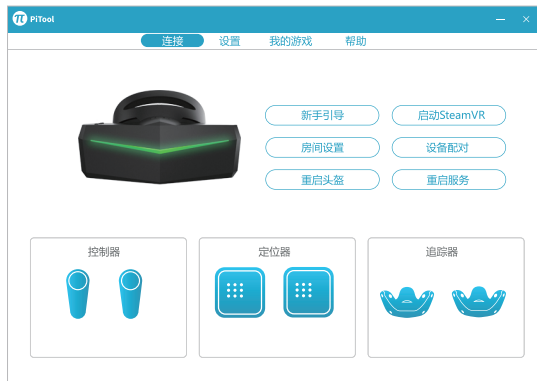 PiTool
连接 设置 我的游戏 帮助
新手引导 启动SteamVR
房间设置 设备配对
重启头盔 重启服务
控制器 定位器 追踪器